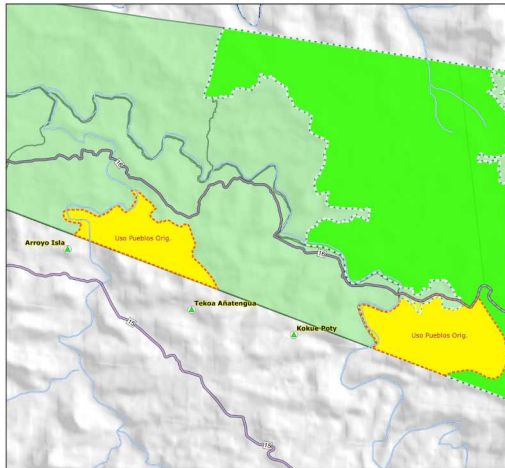 16
Uso Pueblos Orig.
Arroyo Isla
16
Tekoa Añatengua
15
Kokue Poty
Uso Pueblos Orig.
15